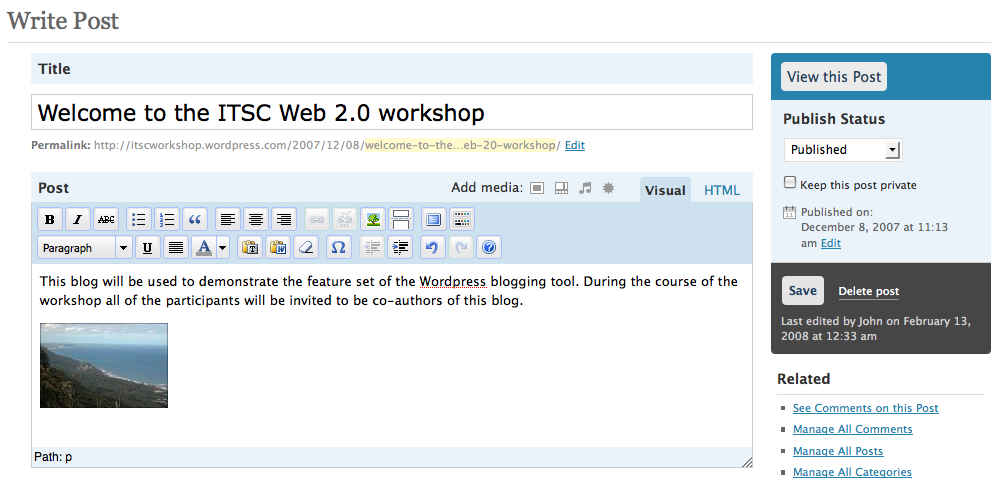 Write Post
Title
Welcome to the ITSC Web 2.0 workshop
Permalink: http://itscworkshop.wordpress.com/2007/12/08/welcome-to-the...eb-20-workshop/ Edit
Post
Add media:
Visual
HTML
B I ABC
Paragraph U A Ω
This blog will be used to demonstrate the feature set of the Wordpress blogging tool. During the course of the
workshop all of the participants will be invited to be co-authors of this blog.
Path: p
View this Post
Publish Status
Published
Keep this post private
Published on:
December 8, 2007 at 11:13
am Edit
Save
Delete post
Last edited by John on February 13,
2008 at 12:33 am
Related
See Comments on this Post
Manage All Comments
Manage All Posts
Manage All Categories